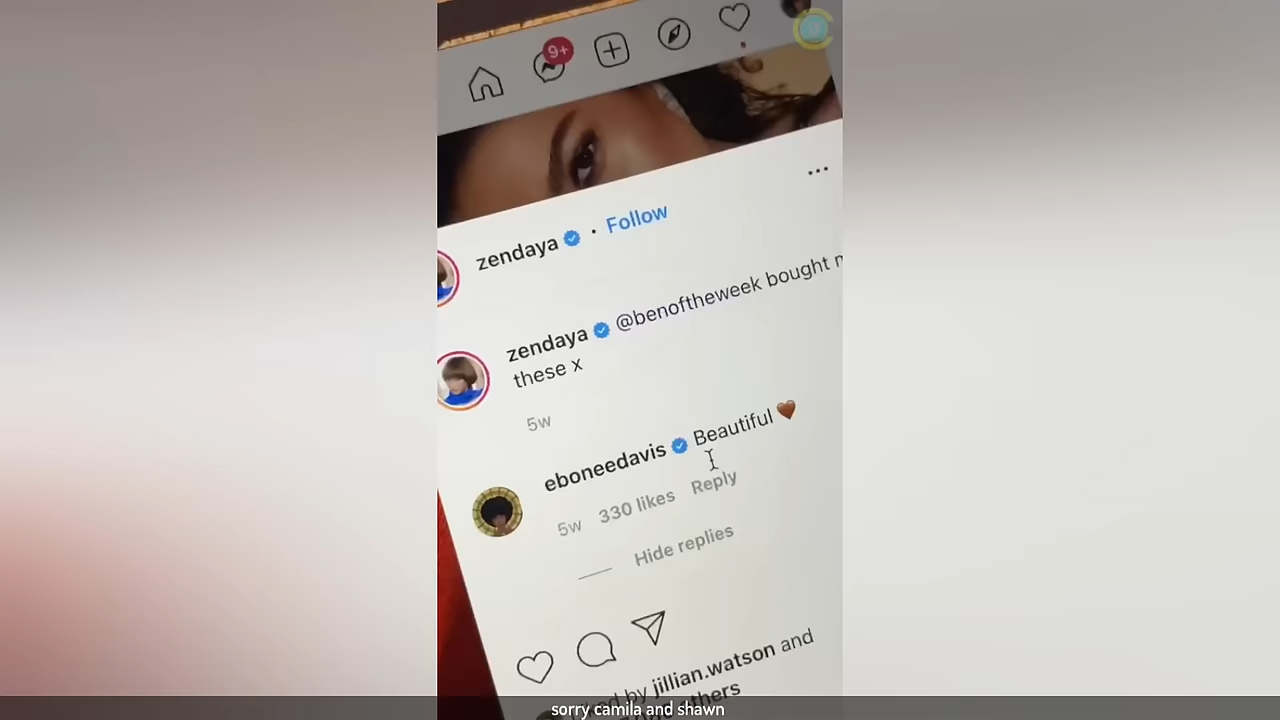 9+
zendaya · Follow
zendaya @benoftheweek bought
these x
5w
eboneedavis Beautiful
5w 330 likes Reply
Hide replies
by jillian.watson and
others
sorry camila and shawn